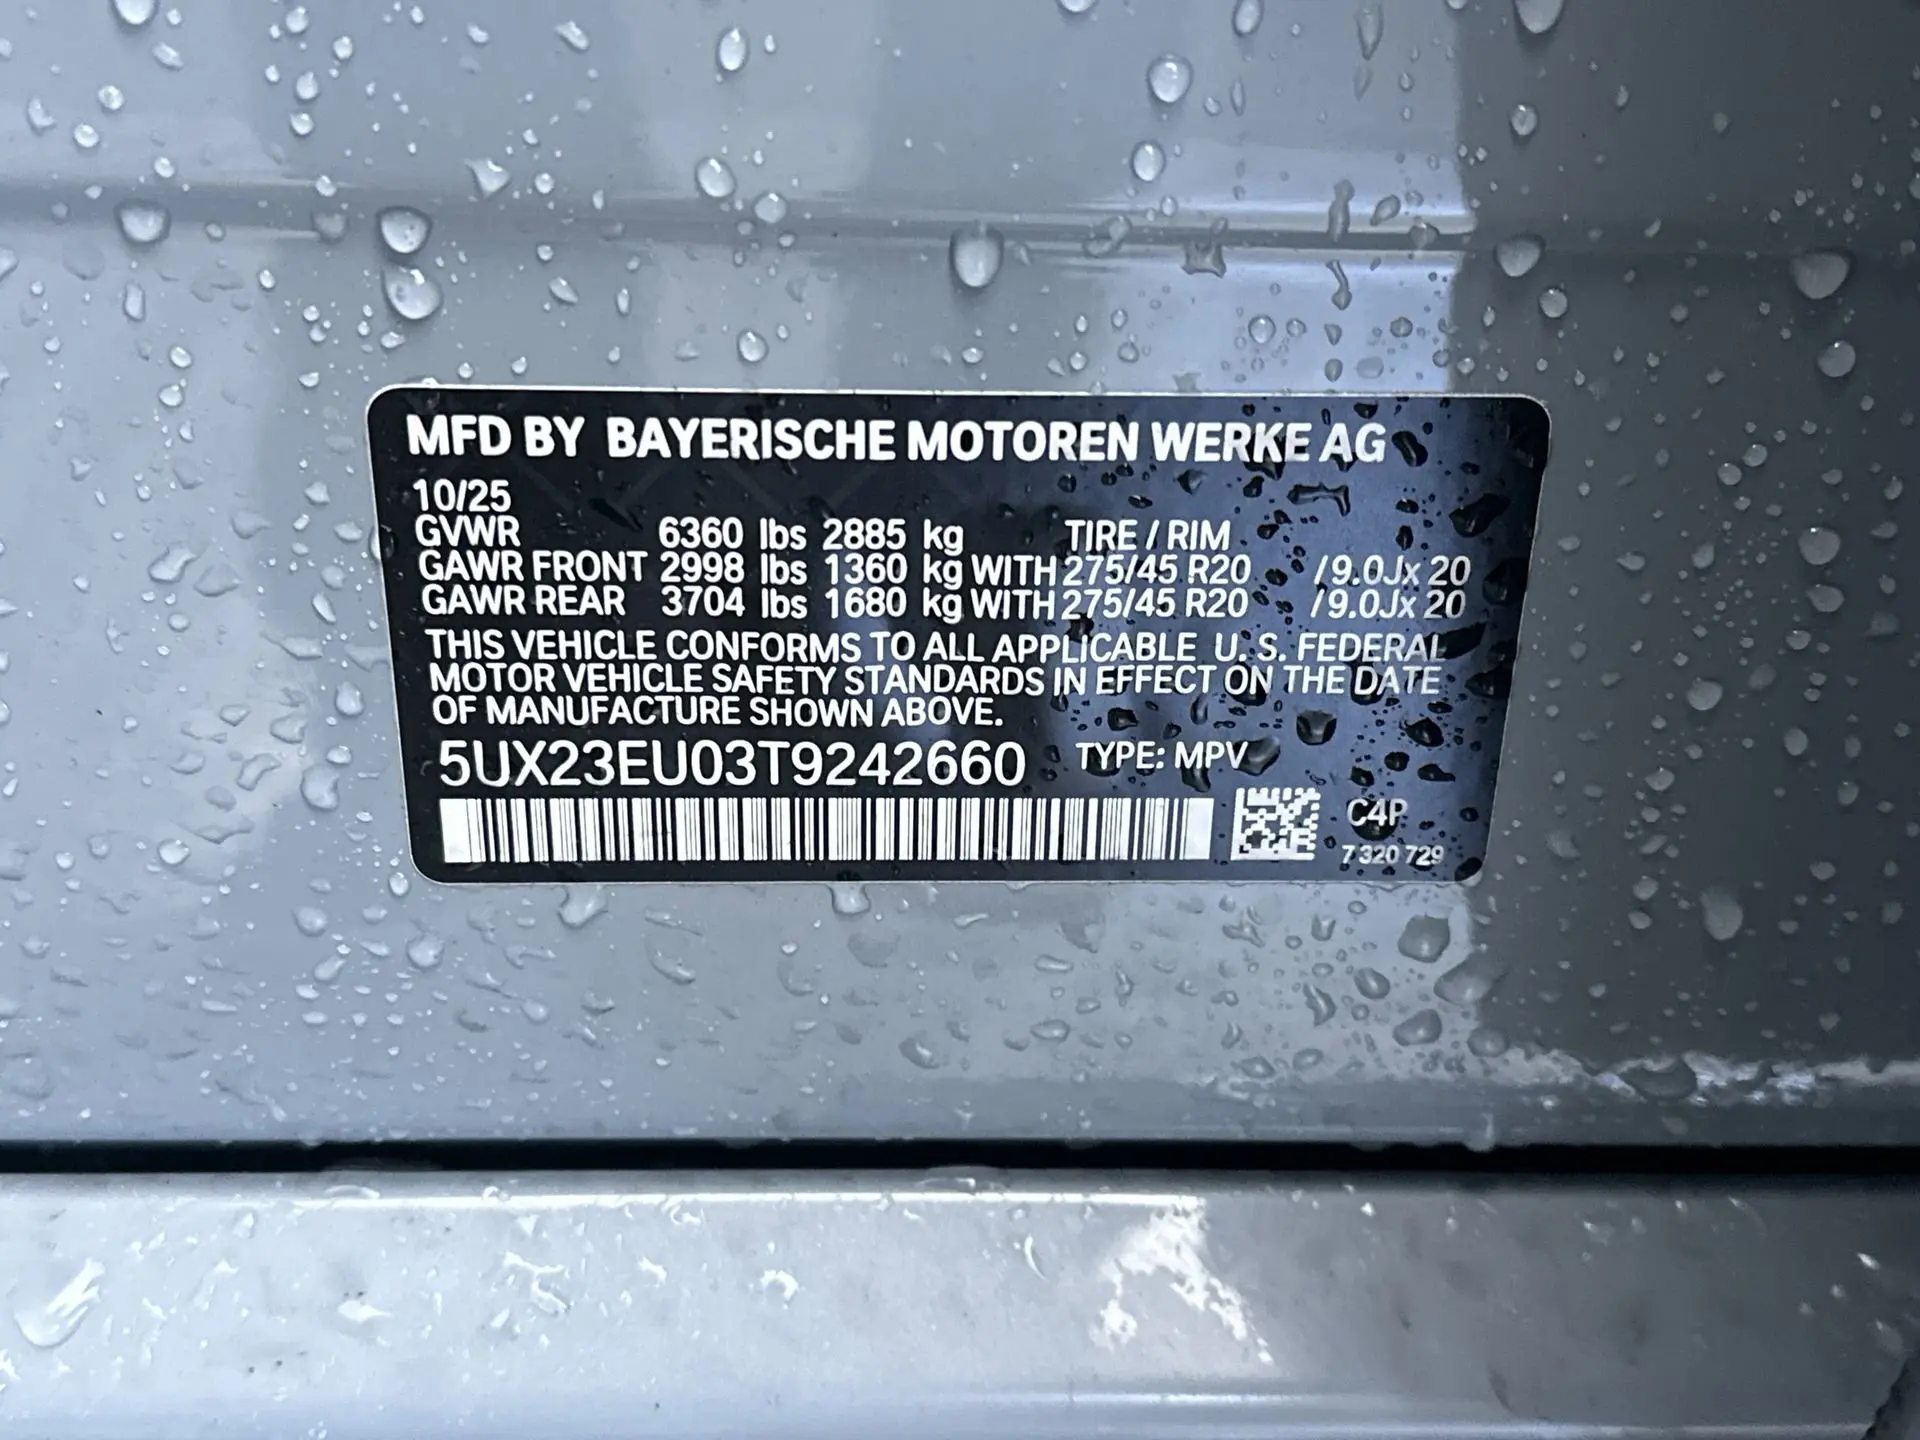 MFD BY BAYERISCHE MOTOREN WERKE AG
10/25
GVWR 6360 lbs 2885 kg TIRE / RIM
GAWR FRONT 2998 lbs 1360 kg WITH 275/45 R20 /9.0Jx 20
GAWR REAR 3704 lbs 1680 kg WITH 275/45 R20 /9.0Jx 20
THIS VEHICLE CONFORMS TO ALL APPLICABLE U. S. FEDERAL
MOTOR VEHICLE SAFETY STANDARDS IN EFFECT ON THE DATE
OF MANUFACTURE SHOWN ABOVE.
5UX23EU03T9242660 TYPE: MPV
C4P
7 320 729